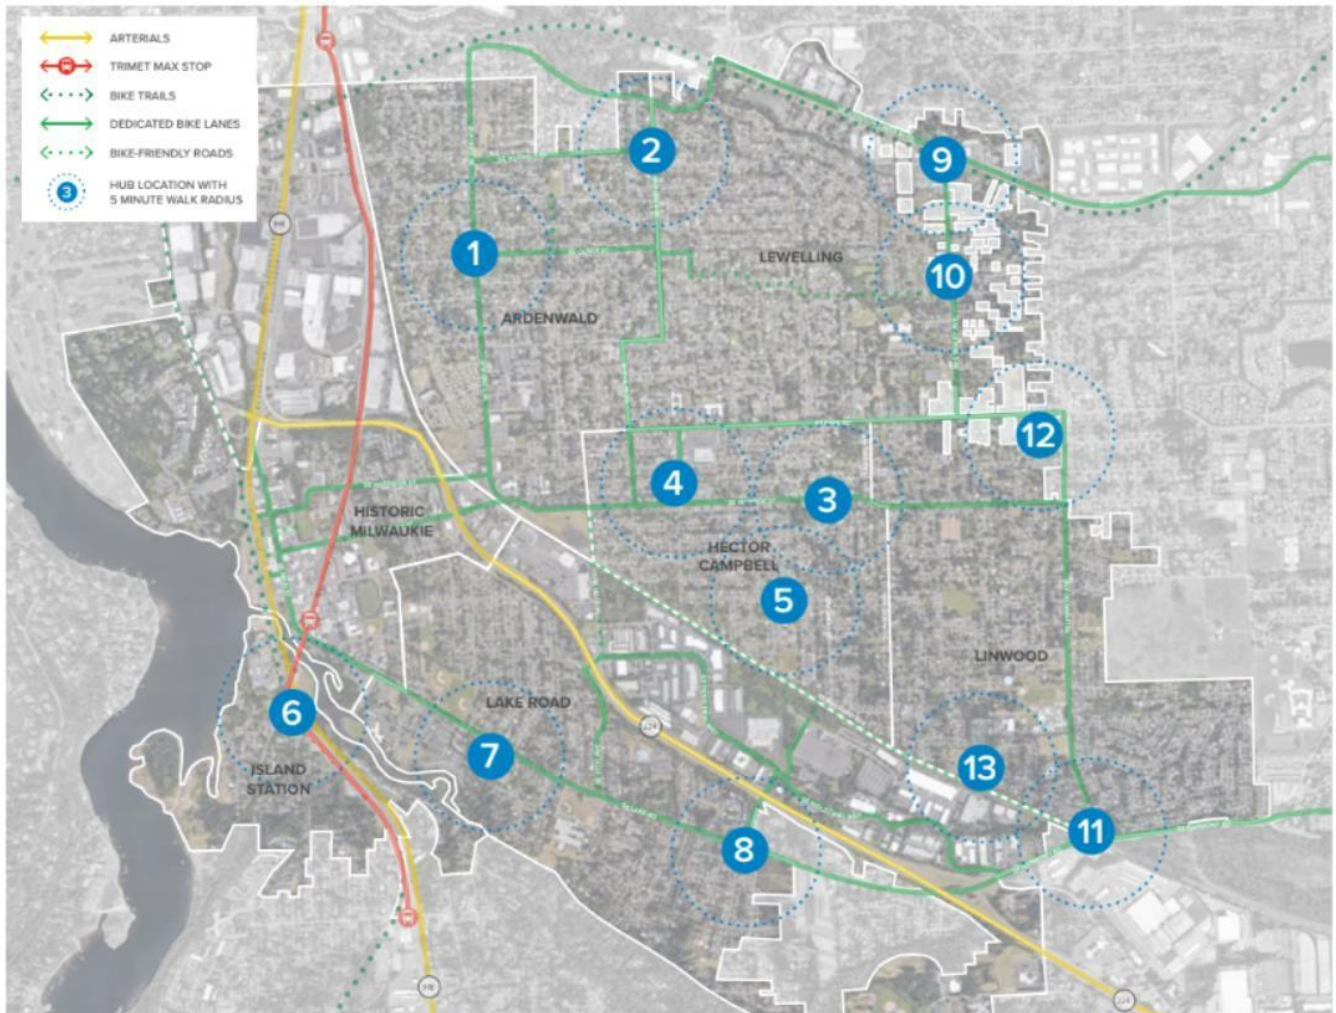 ARTERIALS
TRIMET MAX STOP
BIKE TRAILS
DEDICATED BIKE LANES
BIKE-FRIENDLY ROADS
3
HUB LOCATION WITH
5 MINUTE WALK RADIUS
2
9
1
LEWELLING
10
ARDENWALD
12
4
3
HISTORIC
MILWAUKIE
HECTOR
CAMPBELL
5
LINWOOD
6
LAKE ROAD
224
7
13
ISLAND
STATION
11
8
224